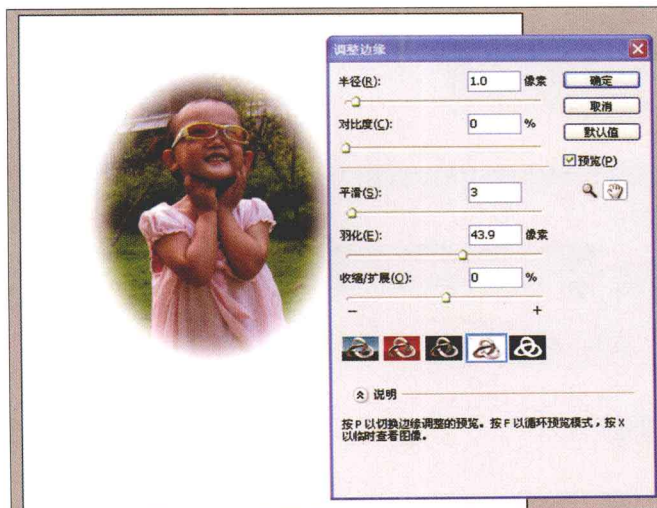 调整边缘
半径(R): 1.0 像素
确定
取消
对比度(C): 0 %
默认值
预览(P)
平滑(S): 3
羽化(E): 43.9 像素
收缩/扩展(O): 0 %
− +
说明
按 P 以切换边缘调整的预览。按 F 以循环预览模式，按 X
以临时查看图像。